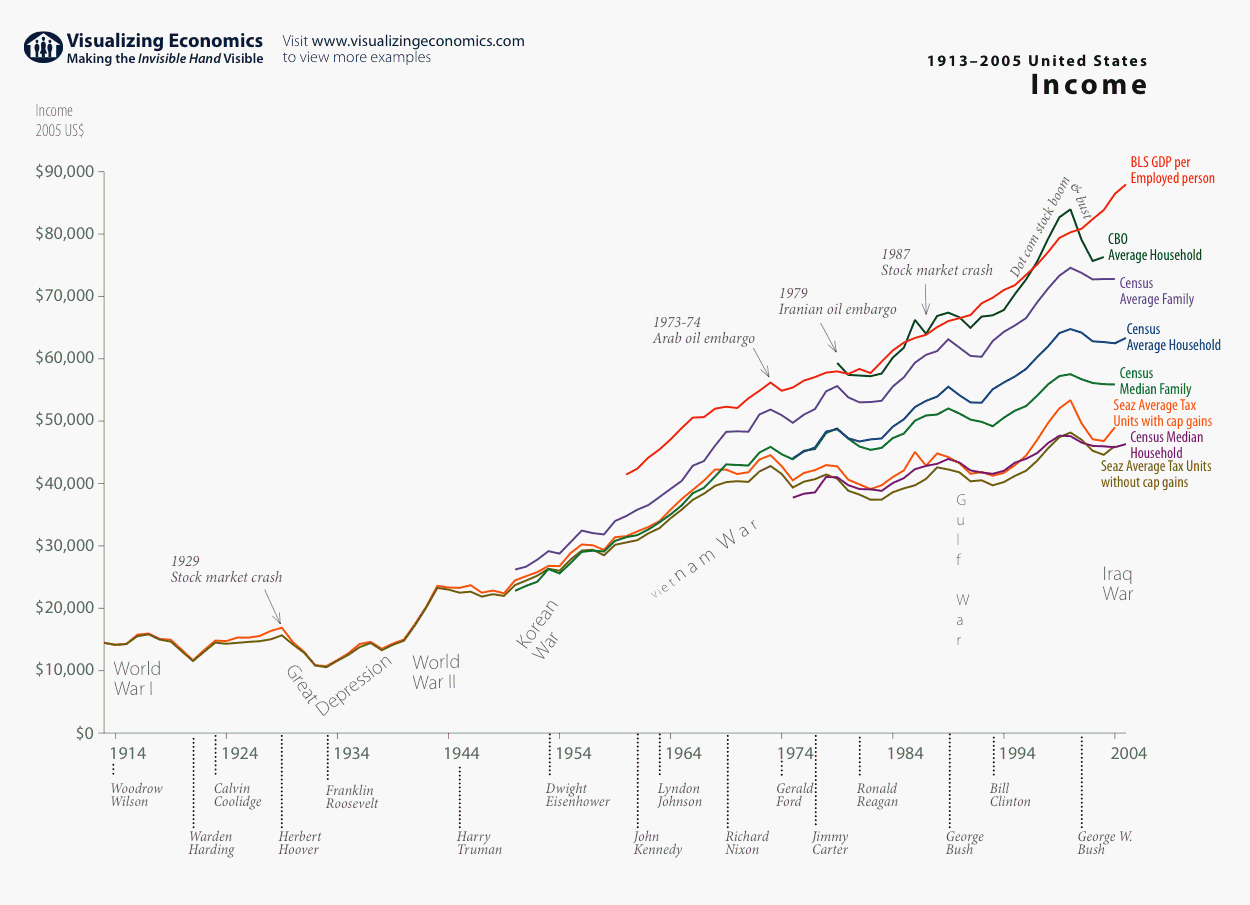 Visualizing Economics
Making the Invisible Hand Visible
Visit www.visualizingeconomics.com
to view more examples
1913–2005 United States
Income
Income
2005 US$
$90,000
$80,000
$70,000
$60,000
$50,000
$40,000
$30,000
$20,000
$10,000
$0
BLS GDP per
Employed person
Dot com stock boom
& bust
CBO
Average Household
1987
Stock market crash
Census
Average Family
1979
Iranian oil embargo
1973-74
Arab oil embargo
Census
Average Household
Census
Median Family
Seaz Average Tax
Units with cap gains
Census Median
Household
Seaz Average Tax Units
without cap gains
Gulf War
Vietnam War
1929
Stock market crash
Iraq
War
Korean
War
World
War I
Great
Depression
World
War II
1914
1924
1934
1944
1954
1964
1974
1984
1994
2004
Woodrow
Wilson
Calvin
Coolidge
Franklin
Roosevelt
Dwight
Eisenhower
Lyndon
Johnson
Gerald
Ford
Ronald
Reagan
Bill
Clinton
Warden
Harding
Herbert
Hoover
Harry
Truman
John
Kennedy
Richard
Nixon
Jimmy
Carter
George
Bush
George W.
Bush